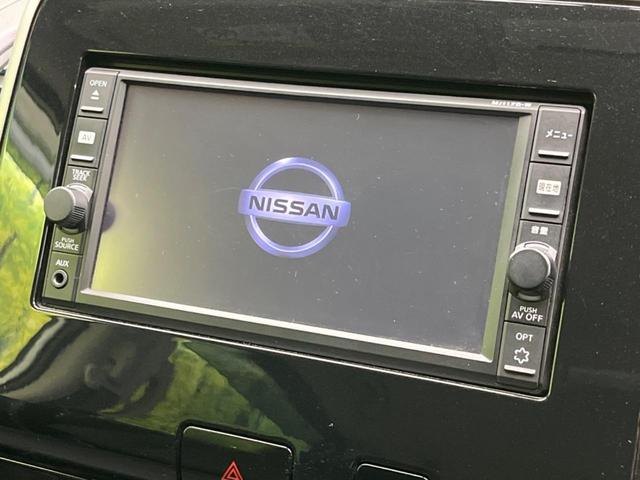 OPEN
AV
TRACK
SEEK
PUSH
SOURCE
AUX
NISSAN
メニュー
現在地
音量
PUSH
AV OFF
OPT